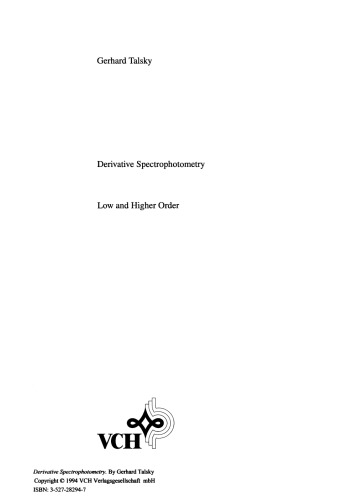 Gerhard Talsky
Derivative Spectrophotometry
Low and Higher Order
VCH
Derivative Spectrophotometry. By Gerhard Talsky
Copyright © 1994 VCH Verlagsgesellschaft mbH
ISBN: 3-527-28294-7